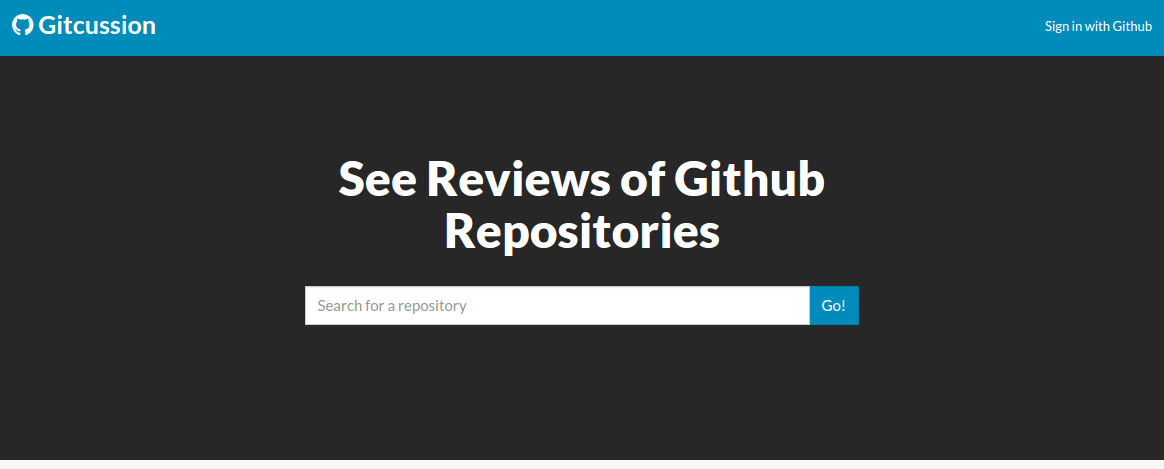 Gitcussion
Sign in with Github
See Reviews of Github
Repositories
Search for a repository
Go!